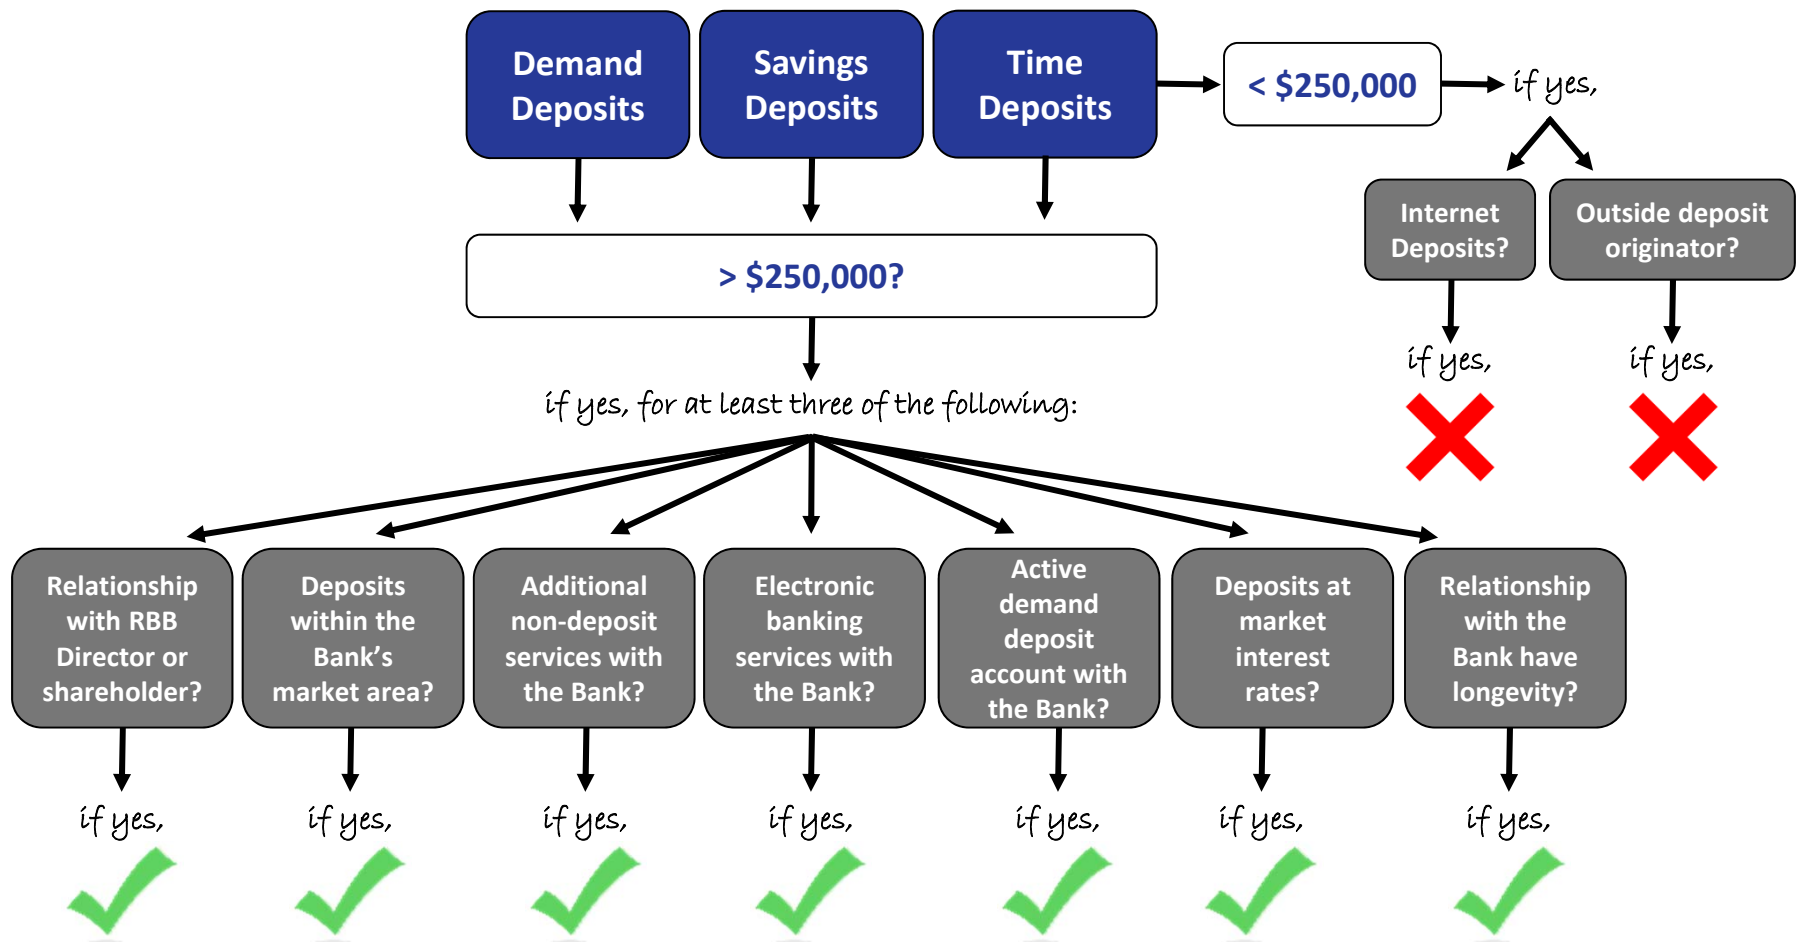 Demand
Deposits
Savings
Deposits
Time
Deposits
< $250,000
if yes,
Internet
Deposits?
Outside deposit
originator?
if yes,
if yes,
> $250,000?
if yes, for at least three of the following:
Relationship
with RBB
Director or
shareholder?
Deposits
within the
Bank's
market area?
Additional
non-deposit
services with
the Bank?
Electronic
banking
services with
the Bank?
Active
demand
deposit
account with
the Bank?
Deposits at
market
interest
rates?
Relationship
with the
Bank have
longevity?
if yes,
if yes,
if yes,
if yes,
if yes,
if yes,
if yes,